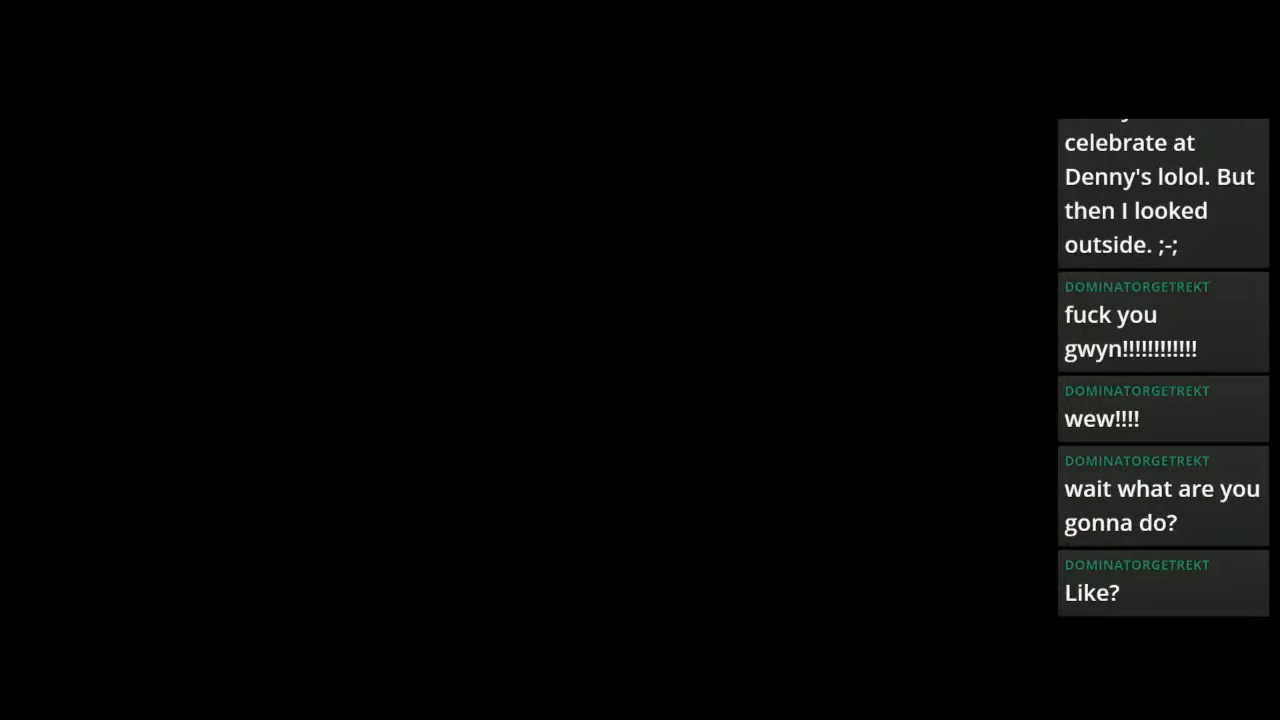 celebrate at
Denny's lolol. But
then I looked
outside. ;-;
DOMINATORGETREKT
fuck you
gwyn!!!!!!!!!!!!
DOMINATORGETREKT
wew!!!!
DOMINATORGETREKT
wait what are you
gonna do?
DOMINATORGETREKT
Like?